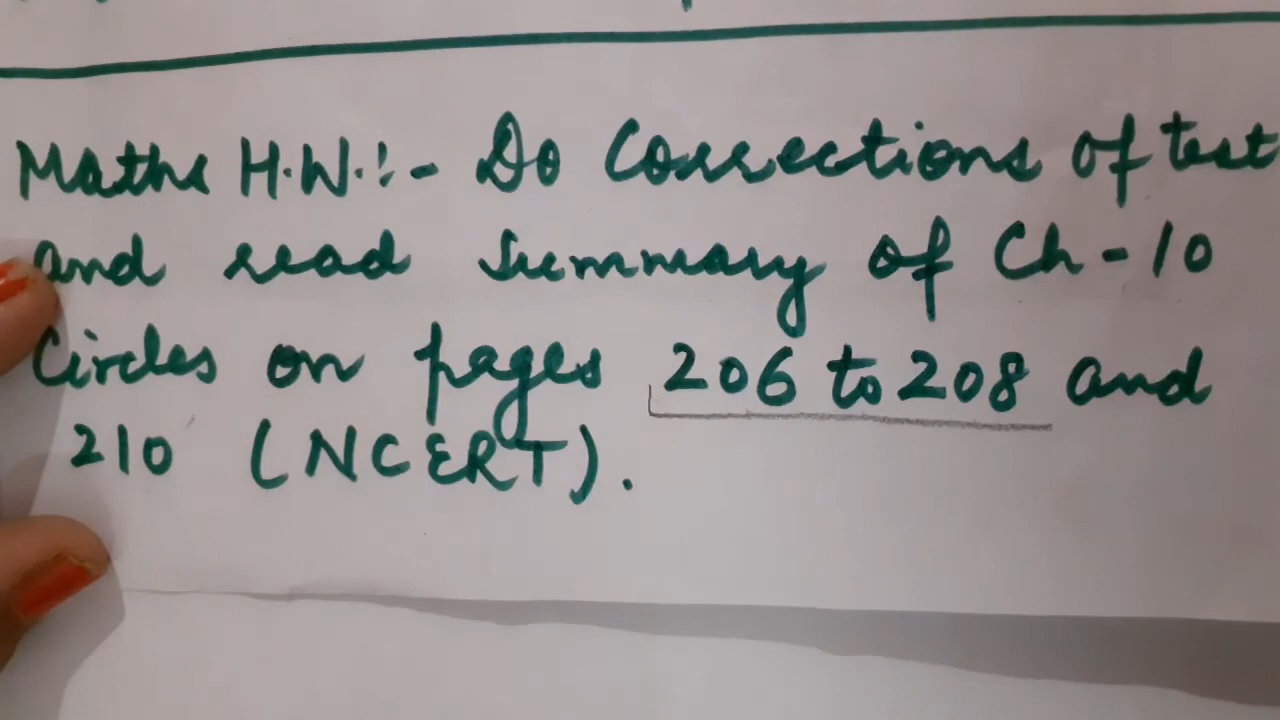 Maths H.W.:- Do Corrections of test
and read Summary of Ch-10
Circles on pages 206 to 208 and
210 (NCERT).